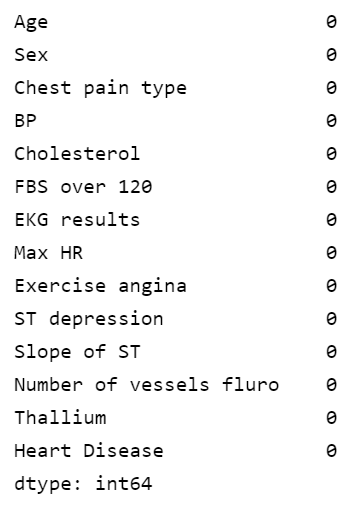 Age 0
Sex 0
Chest pain type 0
BP 0
Cholesterol 0
FBS over 120 0
EKG results 0
Max HR 0
Exercise angina 0
ST depression 0
Slope of ST 0
Number of vessels fluro 0
Thallium 0
Heart Disease 0
dtype: int64